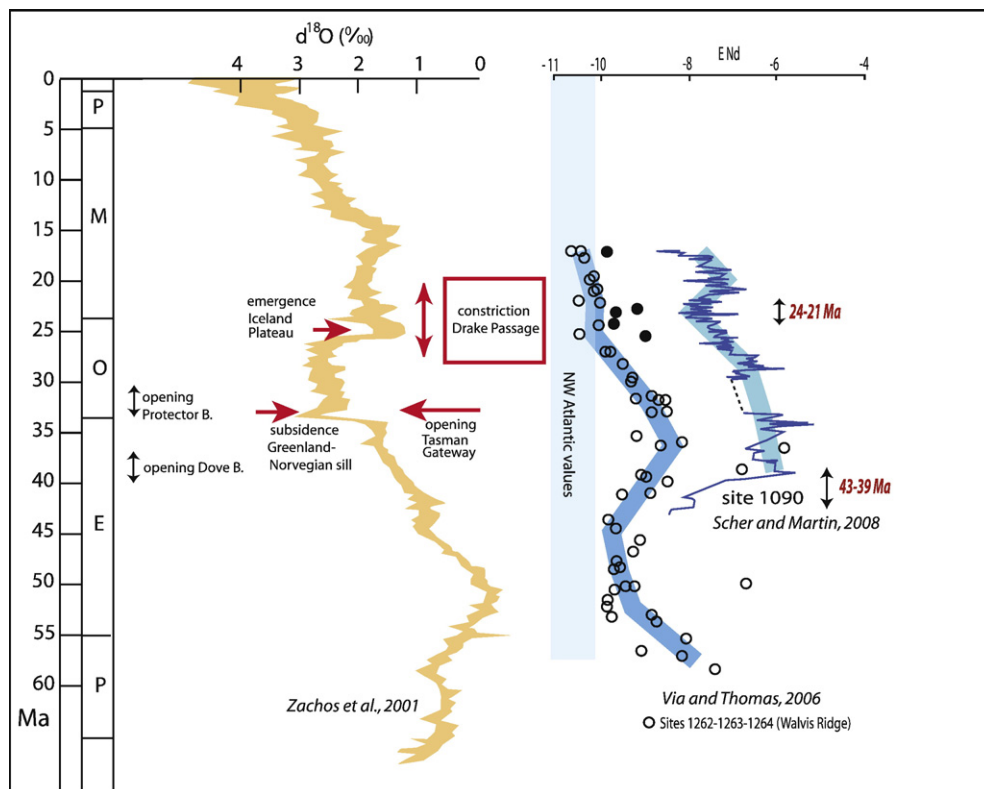 d¹⁸O (‰)
4 3 2 1 0
E Nd
-11 -10 -8 -6 -4
0
5
10
15
20
25
30
35
40
45
50
55
60
Ma
P
M
O
E
P
emergence
Iceland
Plateau
constriction
Drake Passage
24-21 Ma
opening
Protector B.
subsidence
Greenland-
Norvegian sill
opening
Tasman
Gateway
NW Atlantic values
opening Dove B.
43-39 Ma
site 1090
Scher and Martin, 2008
Zachos et al., 2001
Via and Thomas, 2006
Sites 1262-1263-1264 (Walvis Ridge)